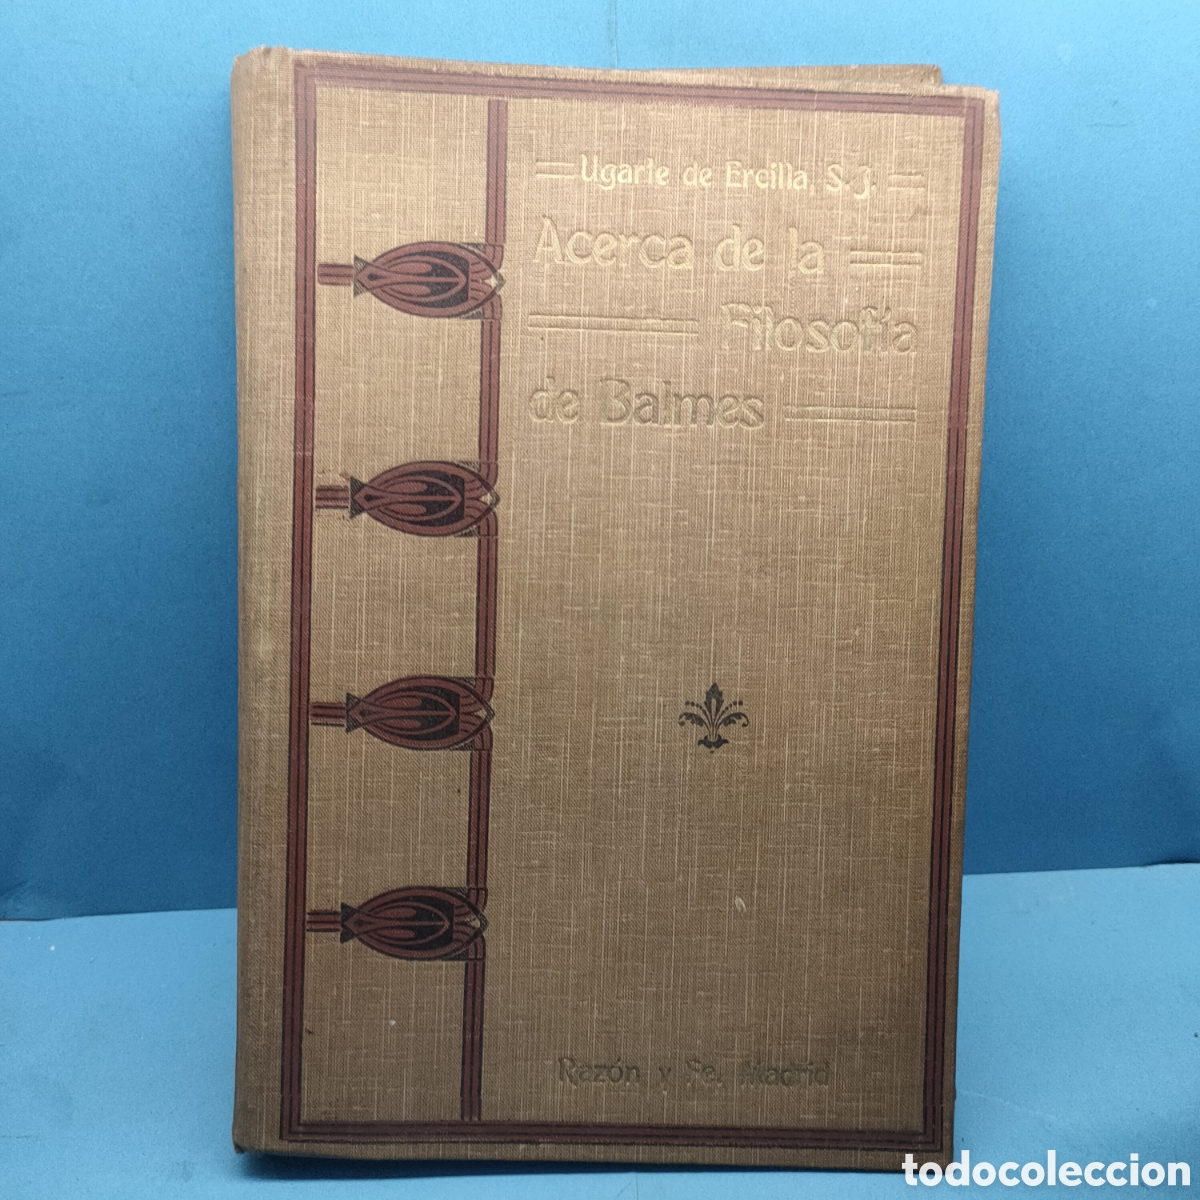 Ugarte de Ercilla, S. J.
Acerca de la
Filosofía
de Balmes
Razón y Fe. Madrid
todocoleccion